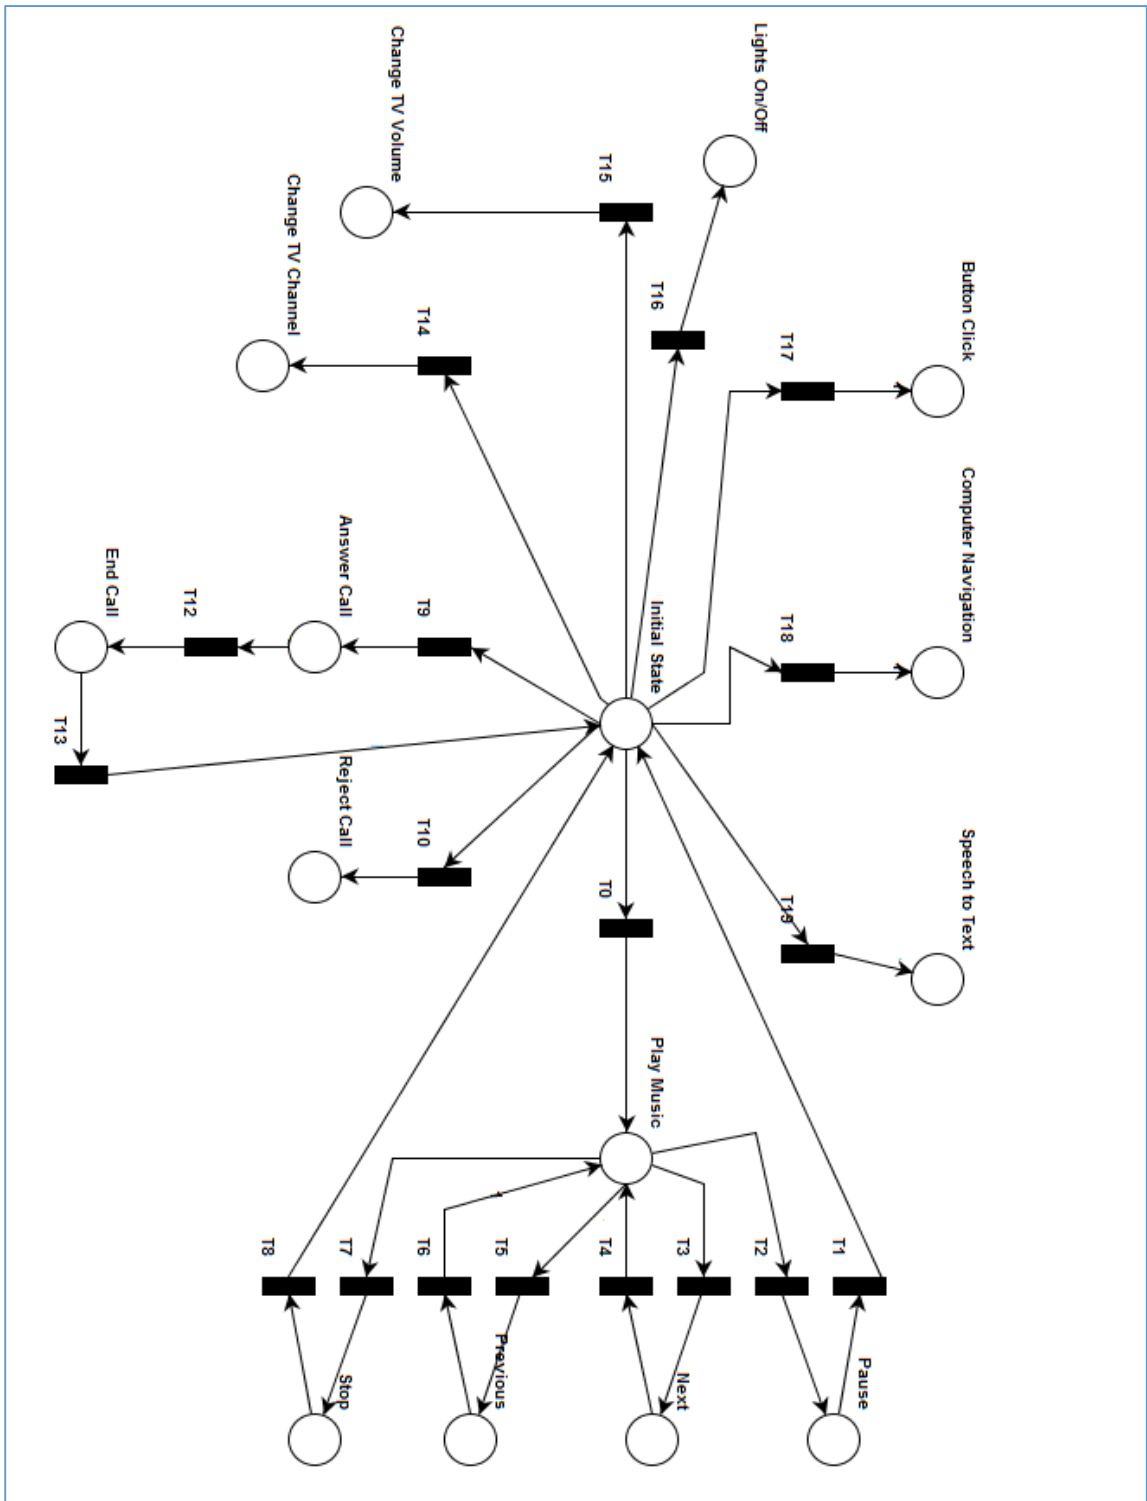 Lights On/Off
Change TV Volume
Change TV Channel
T15
T16
T17
Button Click
T14
Computer Navigation
T18
Initial State
Answer Call
T9
T12
End Call
T13
Reject Call
T10
T0
T19
Speech to Text
Play Music
T8
T7
T6
T5
T4
T3
T2
T1
Stop
Previous
Next
Pause